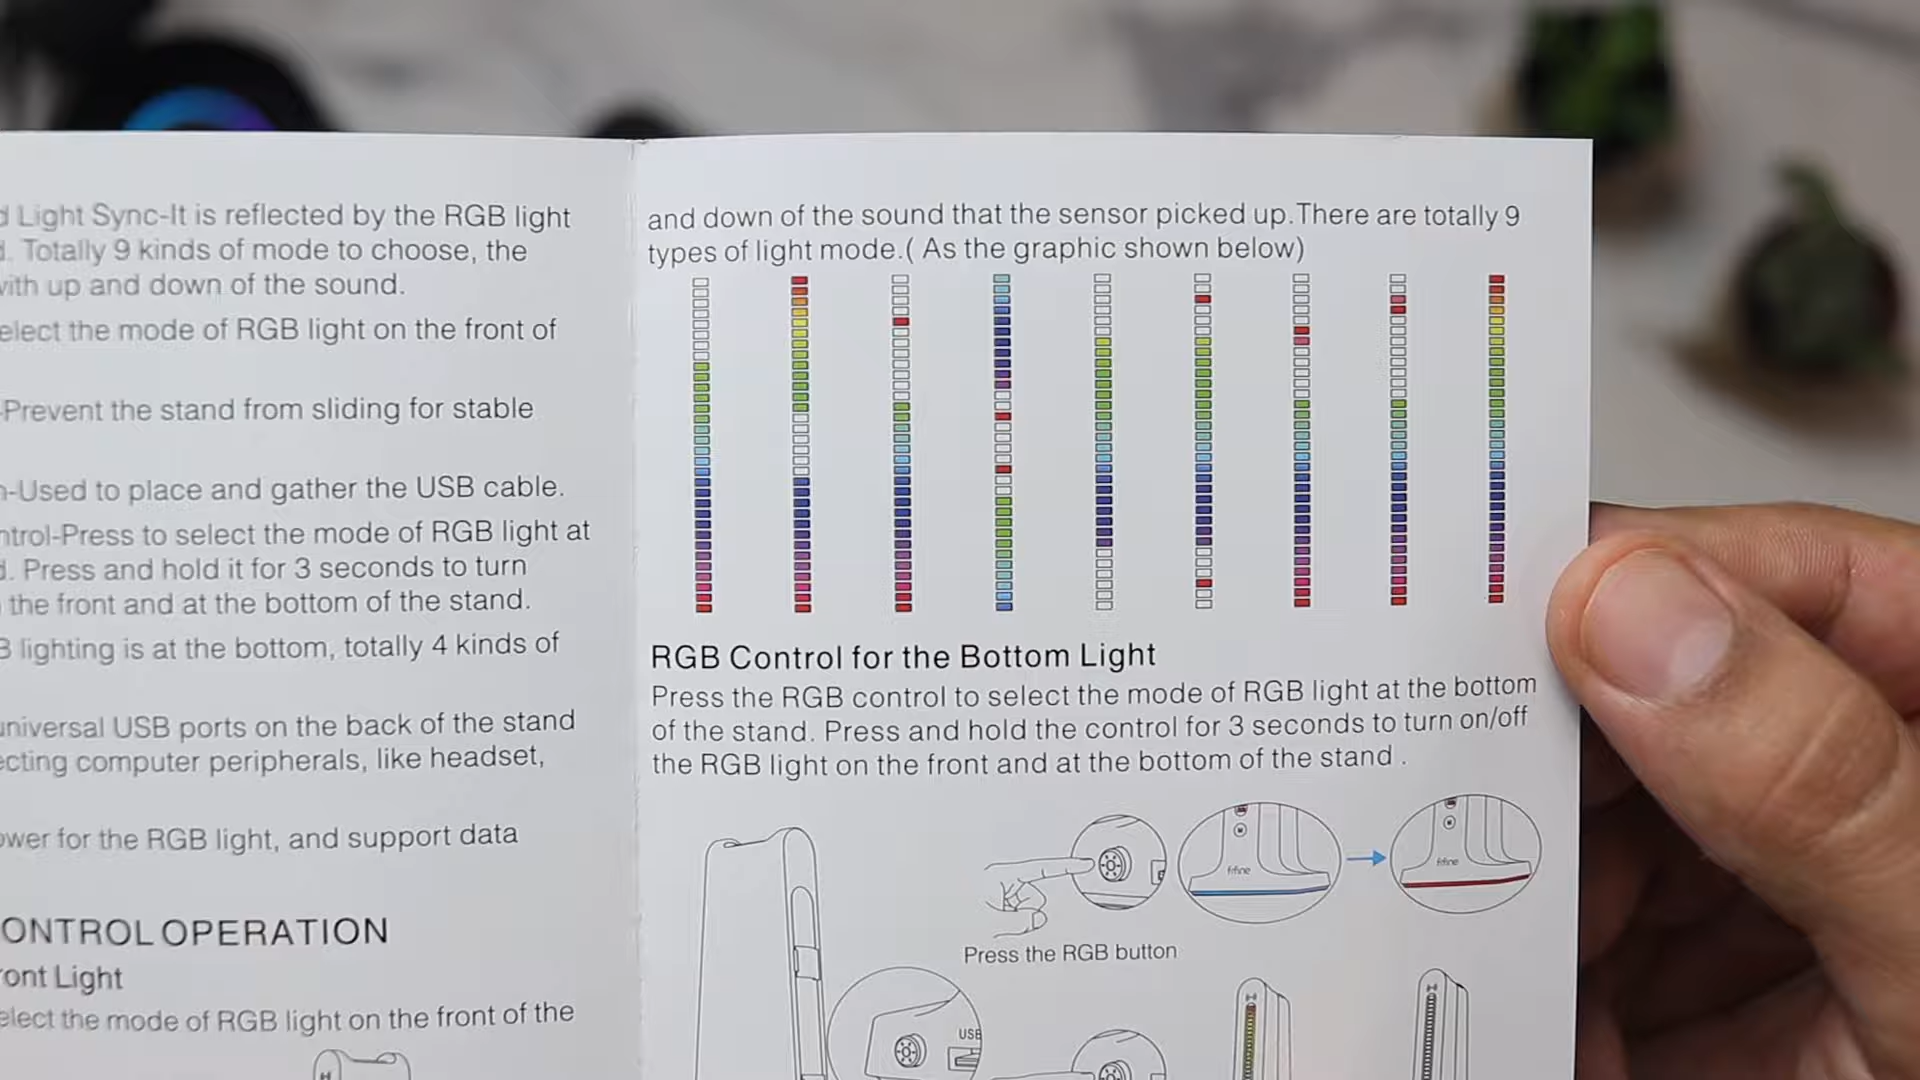 Light Sync-It is reflected by the RGB light
Totally 9 kinds of mode to choose, the
with up and down of the sound.
elect the mode of RGB light on the front of
-Prevent the stand from sliding for stable
-Used to place and gather the USB cable.
ntrol-Press to select the mode of RGB light at
d. Press and hold it for 3 seconds to turn
the front and at the bottom of the stand.
B lighting is at the bottom, totally 4 kinds of
universal USB ports on the back of the stand
ecting computer peripherals, like headset,
ower for the RGB light, and support data
ONTROL OPERATION
ront Light
elect the mode of RGB light on the front of the
and down of the sound that the sensor picked up.There are totally 9
types of light mode.( As the graphic shown below)
RGB Control for the Bottom Light
Press the RGB control to select the mode of RGB light at the bottom
of the stand. Press and hold the control for 3 seconds to turn on/off
the RGB light on the front and at the bottom of the stand .
fifine
fifine
Press the RGB button
USB